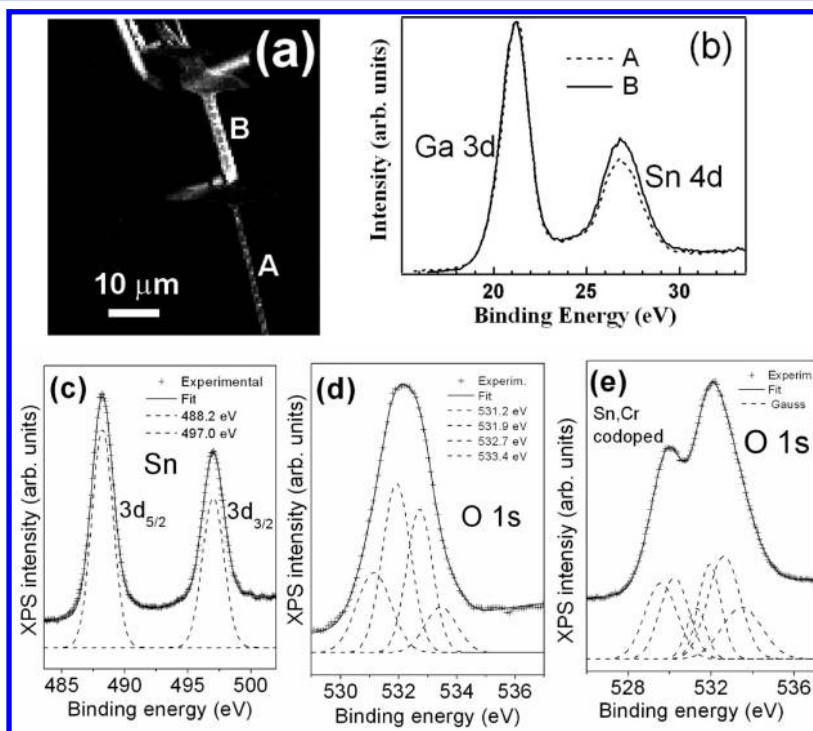 (a)
B
A
10 μm
(b)
A
B
Ga 3d
Sn 4d
Intensity (arb. units)
20 25 30
Binding Energy (eV)
(c)
Experimental
Fit
488.2 eV
497.0 eV
Sn
3d5/2
3d3/2
XPS intensity (arb. units)
485 490 495 500
Binding energy (eV)
(d)
Experim.
Fit
531.2 eV
531.9 eV
532.7 eV
533.4 eV
O 1s
XPS intensity (arb. units)
530 532 534 536
Binding energy (eV)
(e)
Experim.
Fit
Gauss
Sn,Cr
codoped
O 1s
XPS intensiy (arb. units)
528 530 532 534 536
Binding energy (eV)